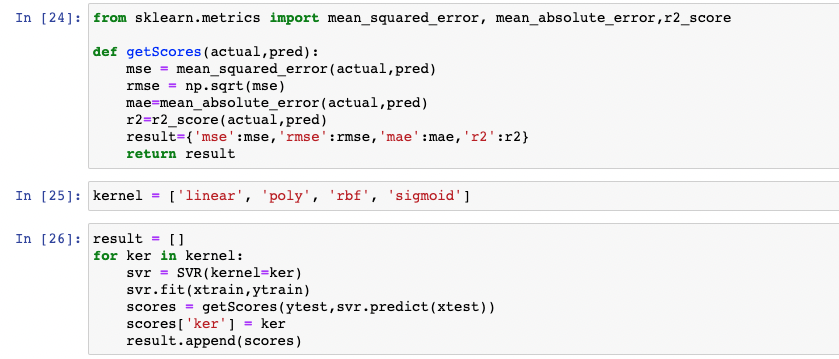 In [24]: from sklearn.metrics import mean_squared_error, mean_absolute_error,r2_score
def getScores(actual,pred):
    mse = mean_squared_error(actual,pred)
    rmse = np.sqrt(mse)
    mae=mean_absolute_error(actual,pred)
    r2=r2_score(actual,pred)
    result={'mse':mse,'rmse':rmse,'mae':mae,'r2':r2}
    return result
In [25]: kernel = ['linear', 'poly', 'rbf', 'sigmoid']
In [26]: result = []
for ker in kernel:
    svr = SVR(kernel=ker)
    svr.fit(xtrain,ytrain)
    scores = getScores(ytest,svr.predict(xtest))
    scores['ker'] = ker
    result.append(scores)